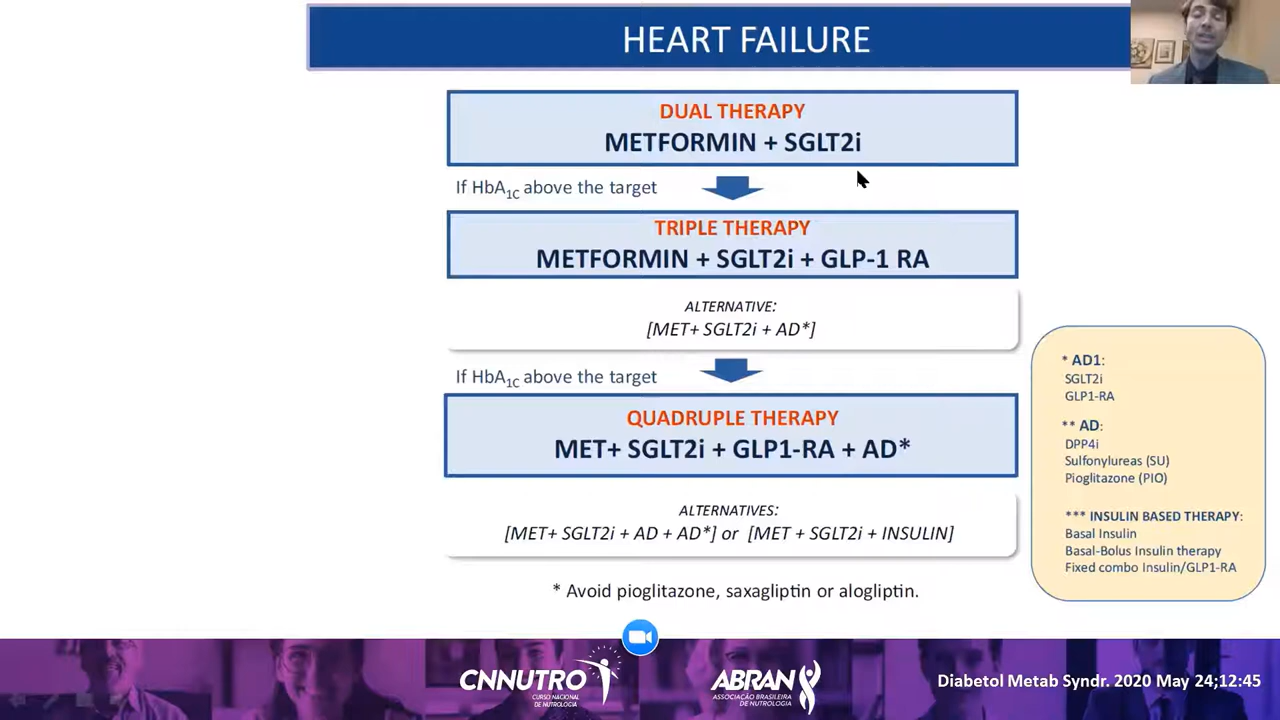 HEART FAILURE
DUAL THERAPY
METFORMIN + SGLT2i
If HbA1C above the target
TRIPLE THERAPY
METFORMIN + SGLT2i + GLP-1 RA
ALTERNATIVE:
[MET+ SGLT2i + AD*]
If HbA1C above the target
QUADRUPLE THERAPY
MET+ SGLT2i + GLP1-RA + AD*
ALTERNATIVES:
[MET+ SGLT2i + AD + AD*] or [MET + SGLT2i + INSULIN]
* Avoid pioglitazone, saxagliptin or alogliptin.
* AD1:
SGLT2i
GLP1-RA
** AD:
DPP4i
Sulfonylureas (SU)
Pioglitazone (PIO)
*** INSULIN BASED THERAPY:
Basal Insulin
Basal-Bolus Insulin therapy
Fixed combo Insulin/GLP1-RA
CNNUTRO
CURSO NACIONAL
DE NUTROLOGIA
ABRAN
ASSOCIAÇÃO BRASILEIRA
DE NUTROLOGIA
Diabetol Metab Syndr. 2020 May 24;12:45